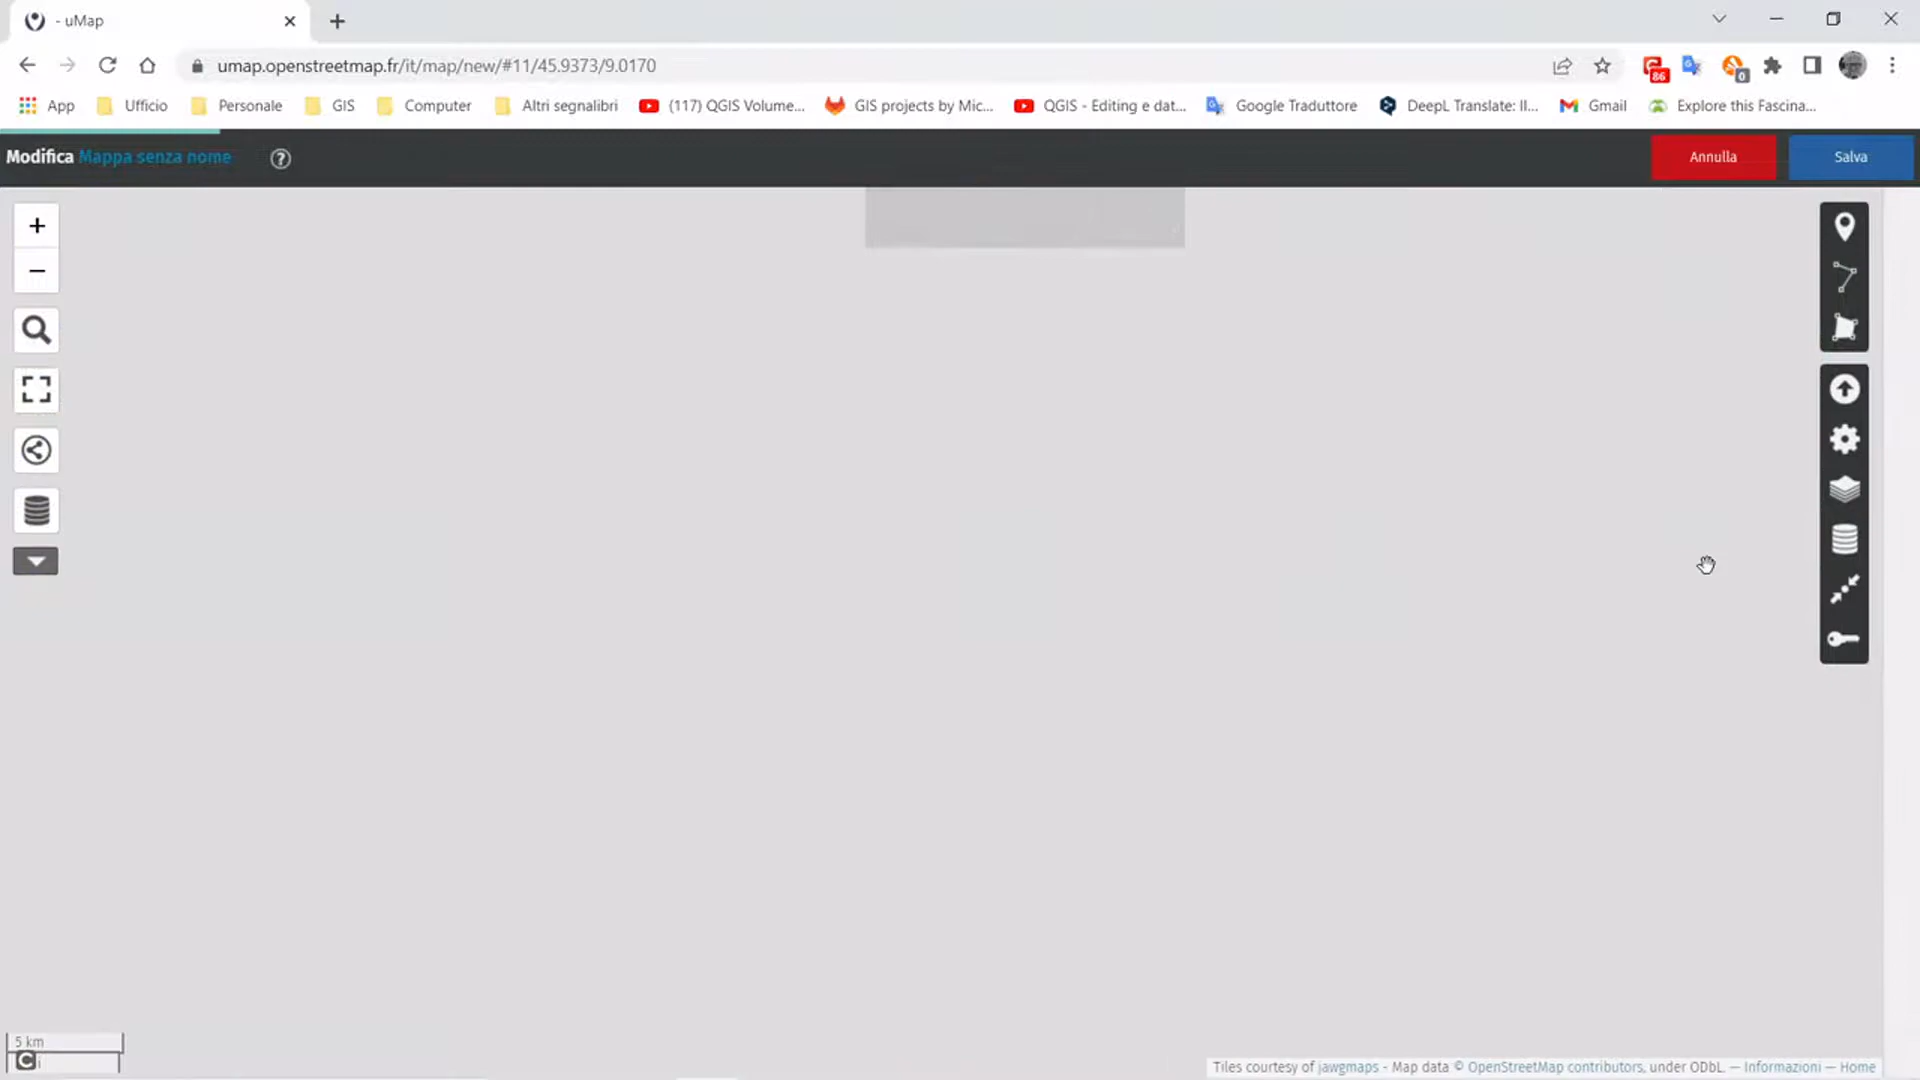 - uMap
umap.openstreetmap.fr/it/map/new/#11/45.9373/9.0170
86
0
App Ufficio Personale GIS Computer Altri segnalibri (117) QGIS Volume... GIS projects by Mic... QGIS - Editing e dat... Google Traduttore DeepL Translate: Il... Gmail Explore this Fascina...
Modifica Mappa senza nome
Annulla
Salva
5 km
Tiles courtesy of jawgmaps - Map data © OpenStreetMap contributors, under ODbL. — Informazioni — Home